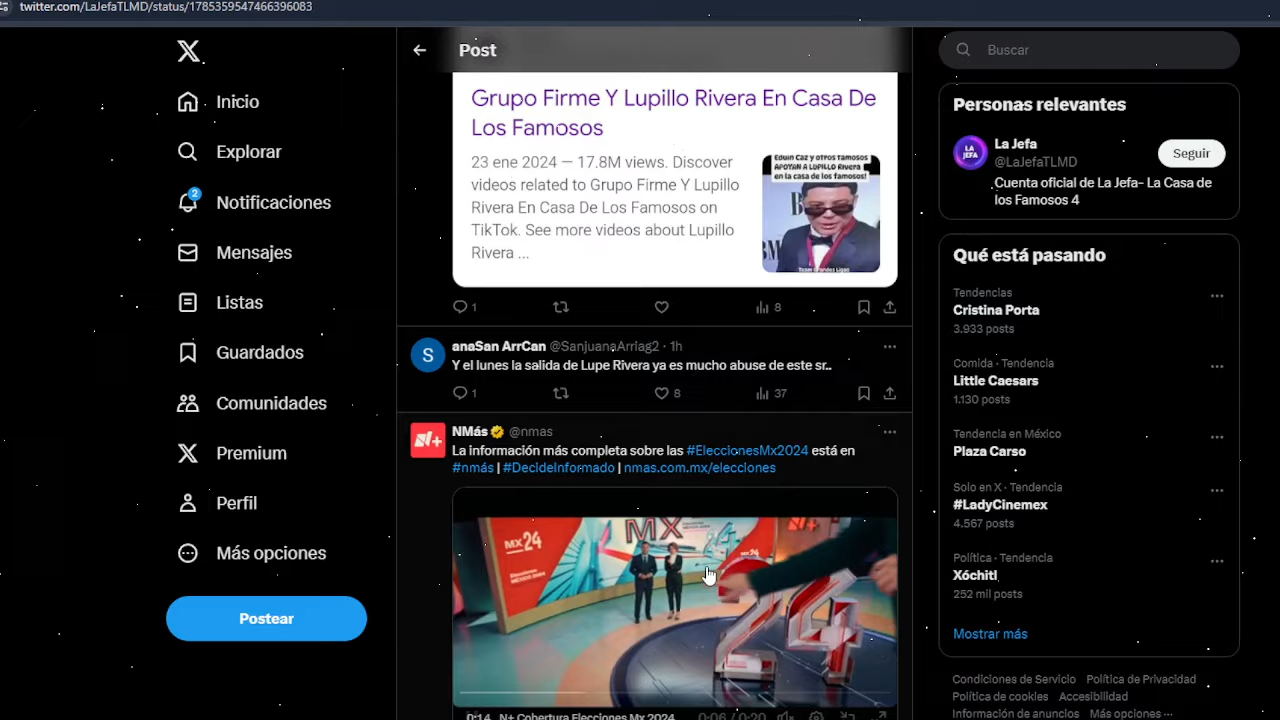 twitter.com/LaJefaTLMD/status/1785359547466396083
Inicio
Explorar
2
Notificaciones
Mensajes
Listas
Guardados
Comunidades
Premium
Perfil
Más opciones
Postear
Post
Grupo Firme Y Lupillo Rivera En Casa De
Los Famosos
23 ene 2024 — 17.8M views. Discover
videos related to Grupo Firme Y Lupillo
Rivera En Casa De Los Famosos on
TikTok. See more videos about Lupillo
Rivera ...
Edwin Caz y otros famosos
APOYAN A LUPILLO Rivera
en la casa de los famosos!
1
8
S
anaSan ArrCan @SanjuanaArriag2 · 1h
Y el lunes la salida de Lupe Rivera ya es mucho abuse de este sr..
1
8
37
N+
NMás @nmas
La información más completa sobre las #EleccionesMx2024 está en
#nmás | #DecideInformado | nmas.com.mx/elecciones
MX 24
MX
24
0:14 N+ Cobertura Elecciones Mx 2024 0:06 / 0:20
Buscar
Personas relevantes
LA JEFA
La Jefa
@LaJefaTLMD
Seguir
Cuenta oficial de La Jefa- La Casa de
los Famosos 4
Qué está pasando
Tendencias
Cristina Porta
3.933 posts
Comida · Tendencia
Little Caesars
1.130 posts
Tendencia en México
Plaza Carso
Solo en X · Tendencia
#LadyCinemex
4.567 posts
Política · Tendencia
Xóchitl
252 mil posts
Mostrar más
Condiciones de Servicio Política de Privacidad
Política de cookies Accesibilidad
Información de anuncios Más opciones ···